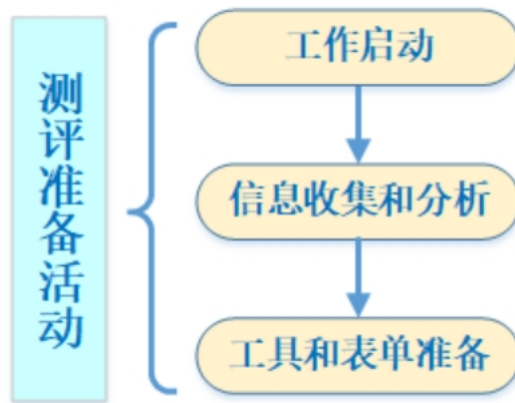 测评准备活动
工作启动
信息收集和分析
工具和表单准备